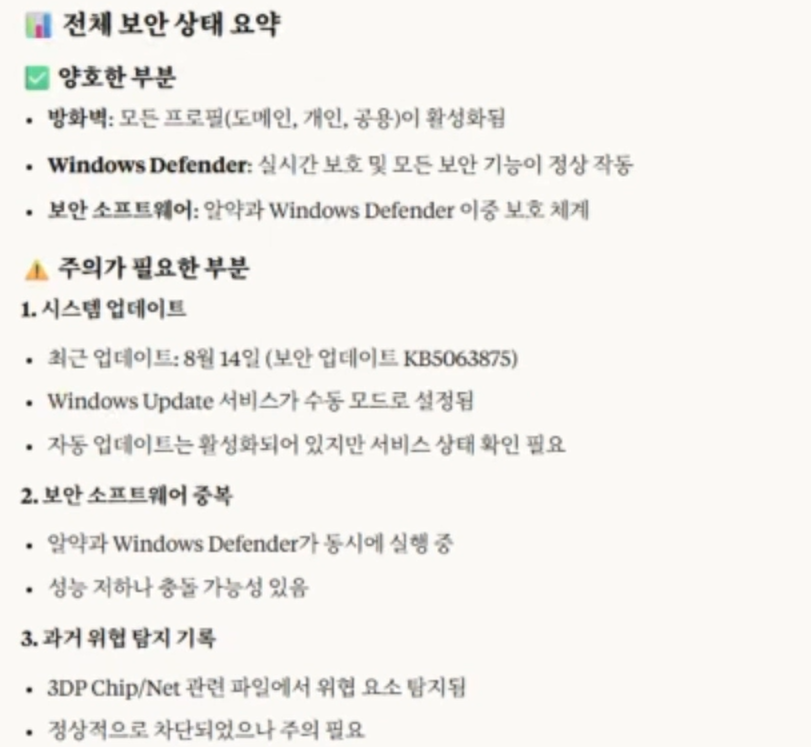 📊 전체 보안 상태 요약
✅ 양호한 부분
• 방화벽: 모든 프로필(도메인, 개인, 공용)이 활성화됨
• Windows Defender: 실시간 보호 및 모든 보안 기능이 정상 작동
• 보안 소프트웨어: 알약과 Windows Defender 이중 보호 체계
⚠️ 주의가 필요한 부분
1. 시스템 업데이트
• 최근 업데이트: 8월 14일 (보안 업데이트 KB5063875)
• Windows Update 서비스가 수동 모드로 설정됨
• 자동 업데이트는 활성화되어 있지만 서비스 상태 확인 필요
2. 보안 소프트웨어 중복
• 알약과 Windows Defender가 동시에 실행 중
• 성능 저하나 충돌 가능성 있음
3. 과거 위협 탐지 기록
• 3DP Chip/Net 관련 파일에서 위협 요소 탐지됨
• 정상적으로 차단되었으나 주의 필요